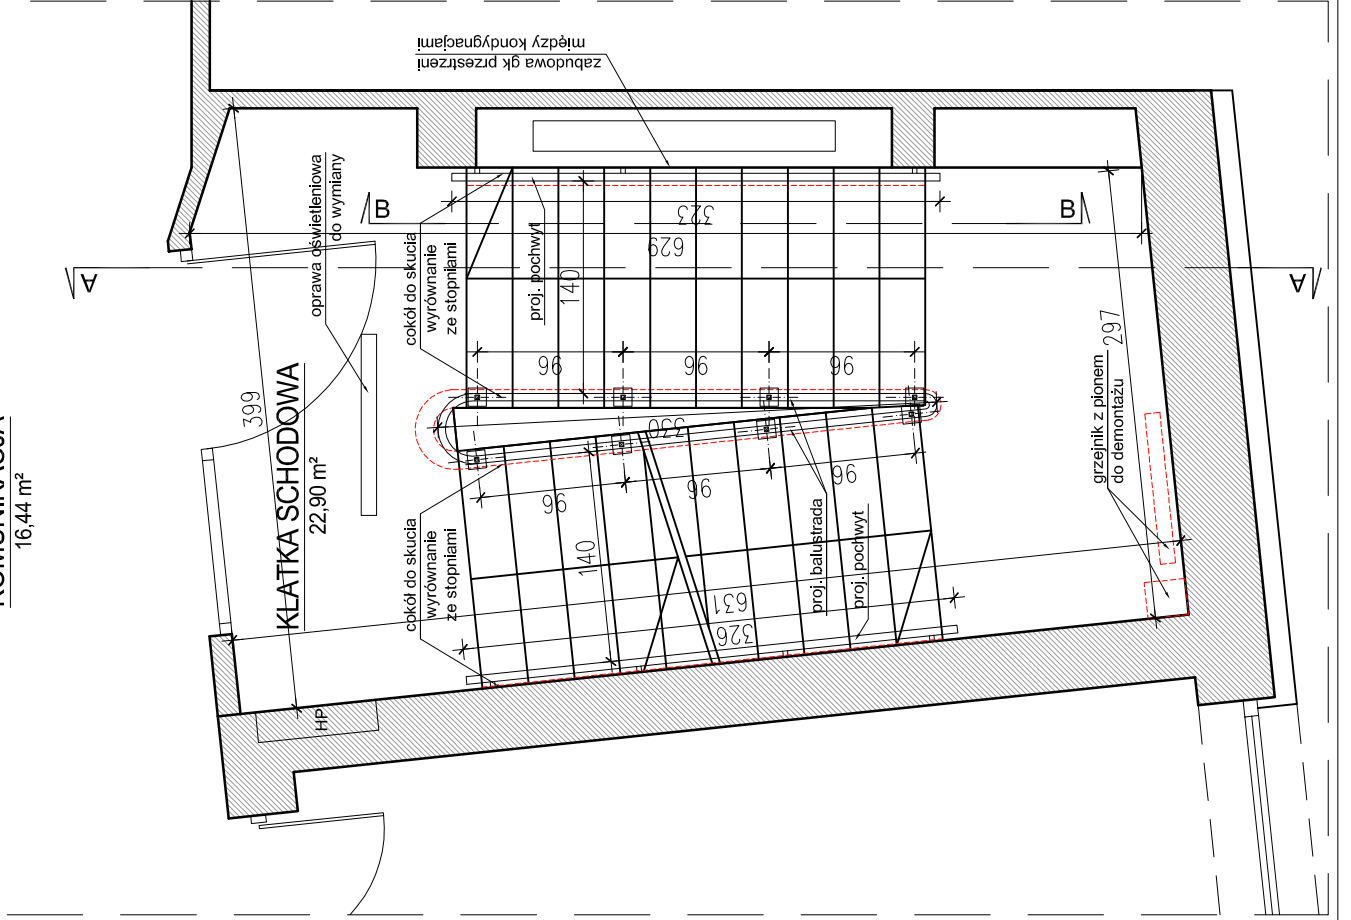 zabudowa gk przestrzeni
między kondygnacjami
oprawa oświetleniowa
do wymiany
B
B
A
A
323
629
cokół do skucia
wyrównanie
ze stopniami
proj. pochwyt
140
96
96
96
399
KLATKA SCHODOWA
22,90 m²
16,44 m²
330
297
grzejnik z pionem
do demontażu
96
96
96
cokół do skucia
wyrównanie
ze stopniami
140
proj. balustrada
proj. pochwyt
631
326
HP